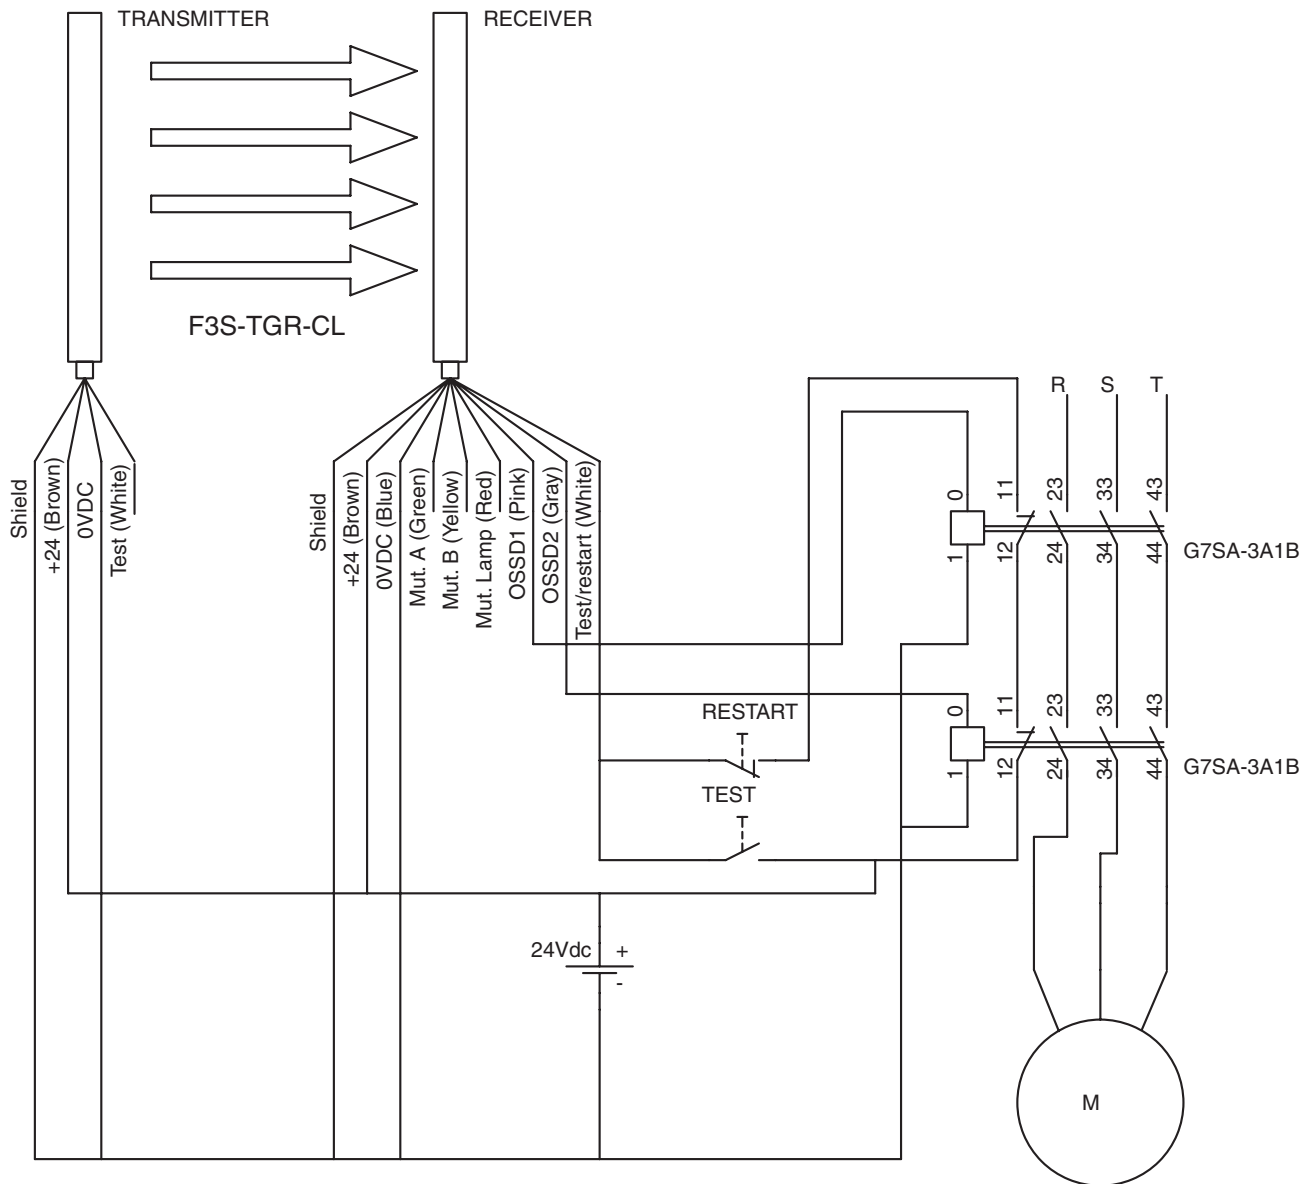 TRANSMITTER
RECEIVER
F3S-TGR-CL
Shield
+24 (Brown)
0VDC
Test (White)
Shield
+24 (Brown)
0VDC (Blue)
Mut. A (Green)
Mut. B (Yellow)
Mut. Lamp (Red)
OSSD1 (Pink)
OSSD2 (Gray)
Test/restart (White)
R S T
0 11 23 33 43
1 12 24 34 44
G7SA-3A1B
0 11 23 33 43
1 12 24 34 44
G7SA-3A1B
RESTART
TEST
24Vdc + -
M